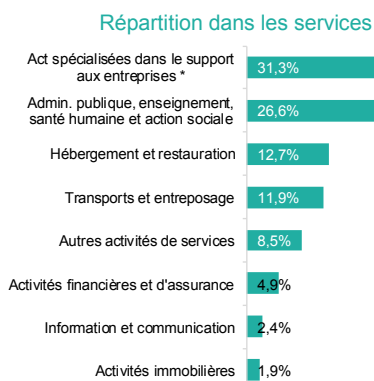 Répartition dans les services
Act spécialisées dans le support
aux entreprises *
31,3%
Admin. publique, enseignement,
santé humaine et action sociale
26,6%
Hébergement et restauration
12,7%
Transports et entreposage
11,9%
Autres activités de services
8,5%
Activités financières et d'assurance
4,9%
Information et communication
2,4%
Activités immobilières
1,9%